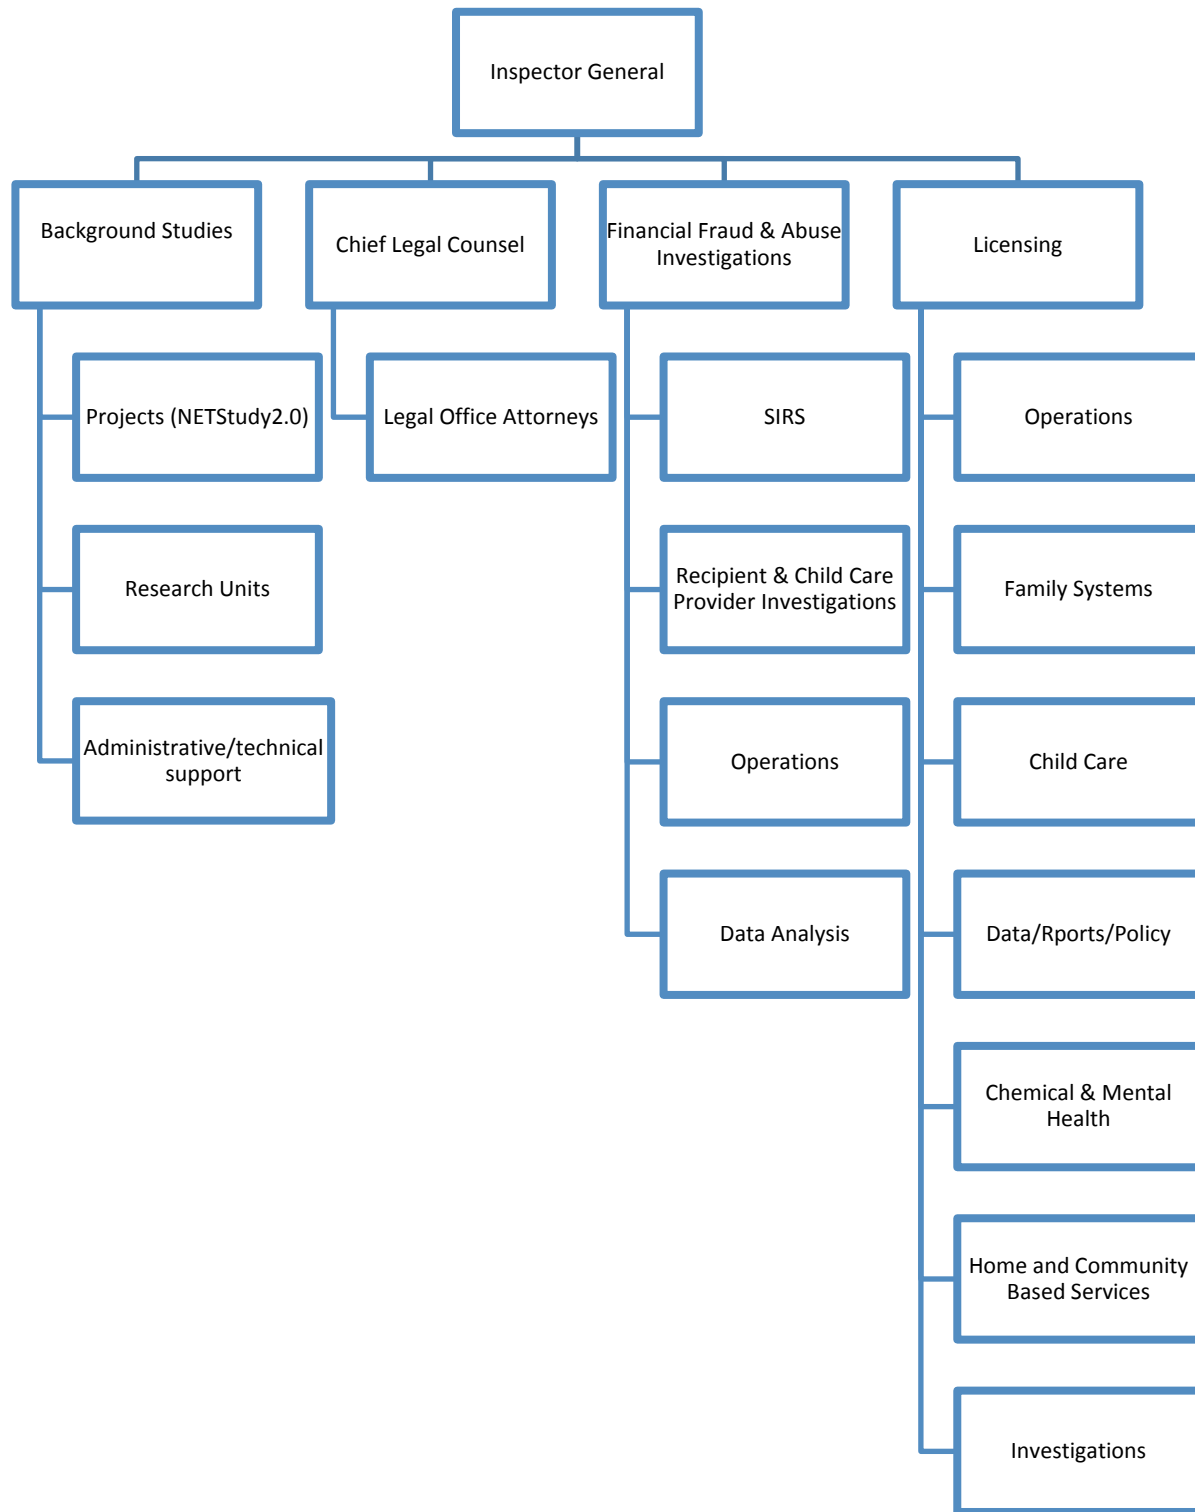 Inspector General
Background Studies
Chief Legal Counsel
Financial Fraud & Abuse
Investigations
Licensing
Projects (NETStudy2.0)
Research Units
Administrative/technical
support
Legal Office Attorneys
SIRS
Recipient & Child Care
Provider Investigations
Operations
Data Analysis
Operations
Family Systems
Child Care
Data/Rports/Policy
Chemical & Mental
Health
Home and Community
Based Services
Investigations